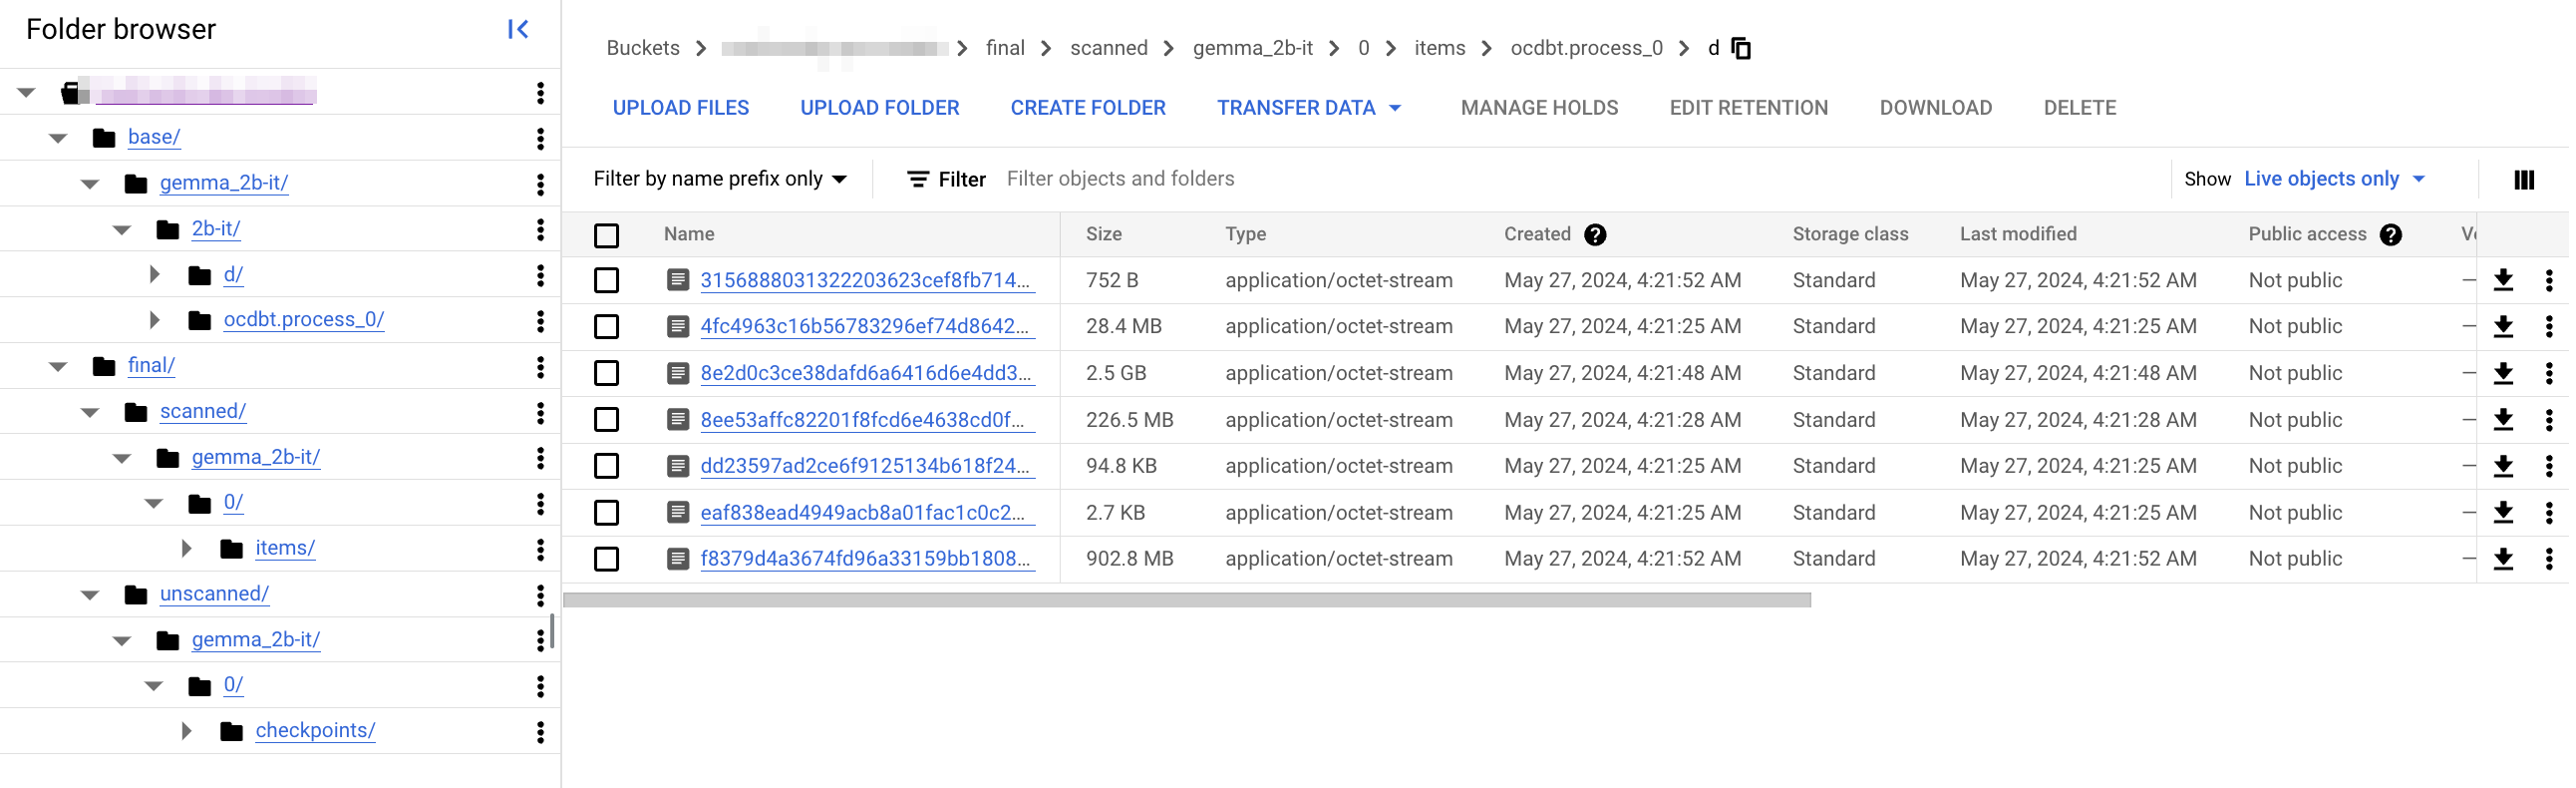 Folder browser
base/
gemma_2b-it/
2b-it/
d/
ocdbt.process_0/
final/
scanned/
gemma_2b-it/
0/
items/
unscanned/
gemma_2b-it/
0/
checkpoints/
Buckets final scanned gemma_2b-it 0 items ocdbt.process_0 d
UPLOAD FILES UPLOAD FOLDER CREATE FOLDER TRANSFER DATA MANAGE HOLDS EDIT RETENTION DOWNLOAD DELETE
Filter by name prefix only Filter Filter objects and folders Show Live objects only
Name Size Type Created Storage class Last modified Public access
3156888031322203623cef8fb714... 752 B application/octet-stream May 27, 2024, 4:21:52 AM Standard May 27, 2024, 4:21:52 AM Not public —
4fc4963c16b56783296ef74d8642... 28.4 MB application/octet-stream May 27, 2024, 4:21:25 AM Standard May 27, 2024, 4:21:25 AM Not public —
8e2d0c3ce38dafd6a6416d6e4dd3... 2.5 GB application/octet-stream May 27, 2024, 4:21:48 AM Standard May 27, 2024, 4:21:48 AM Not public —
8ee53affc82201f8fcd6e4638cd0f... 226.5 MB application/octet-stream May 27, 2024, 4:21:28 AM Standard May 27, 2024, 4:21:28 AM Not public —
dd23597ad2ce6f9125134b618f24... 94.8 KB application/octet-stream May 27, 2024, 4:21:25 AM Standard May 27, 2024, 4:21:25 AM Not public —
eaf838ead4949acb8a01fac1c0c2... 2.7 KB application/octet-stream May 27, 2024, 4:21:25 AM Standard May 27, 2024, 4:21:25 AM Not public —
f8379d4a3674fd96a33159bb1808... 902.8 MB application/octet-stream May 27, 2024, 4:21:52 AM Standard May 27, 2024, 4:21:52 AM Not public —